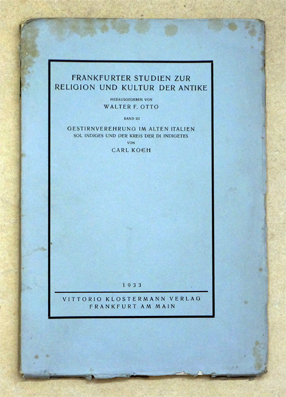 FRANKFURTER STUDIEN ZUR
RELIGION UND KULTUR DER ANTIKE
HERAUSGEGEBEN VON
WALTER F. OTTO
BAND III
GESTIRNVEREHRUNG IM ALTEN ITALIEN
SOL INDIGES UND DER KREIS DER DI INDIGETES
VON
CARL KOCH
1933
VITTORIO KLOSTERMANN VERLAG
FRANKFURT AM MAIN